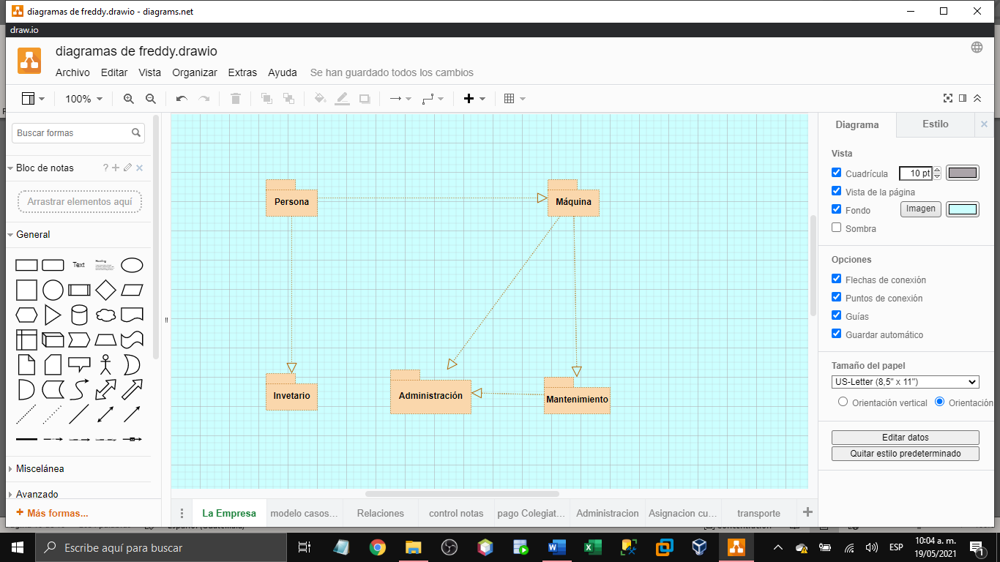 diagramas de freddy.drawio - diagrams.net
draw.io
diagramas de freddy.drawio
Archivo Editar Vista Organizar Extras Ayuda Se han guardado todos los cambios
100%
Buscar formas
Bloc de notas
?
Arrastrar elementos aquí
General
Text
Heading
Miscelánea
Avanzado
+ Más formas...
Persona
Máquina
Invetario
Administración
Mantenimiento
La Empresa
modelo casos...
Relaciones
control notas
pago Colegiat...
Administracion
Asignacion cu...
transporte
Diagrama
Estilo
Vista
Cuadrícula 10 pt
Vista de la página
Fondo Imagen
Sombra
Opciones
Flechas de conexión
Puntos de conexión
Guías
Guardar automático
Tamaño del papel
US-Letter (8,5" x 11")
Orientación vertical Orientación
Editar datos
Quitar estilo predeterminado
Escribe aquí para buscar
ESP
10:04 a. m.
19/05/2021
1